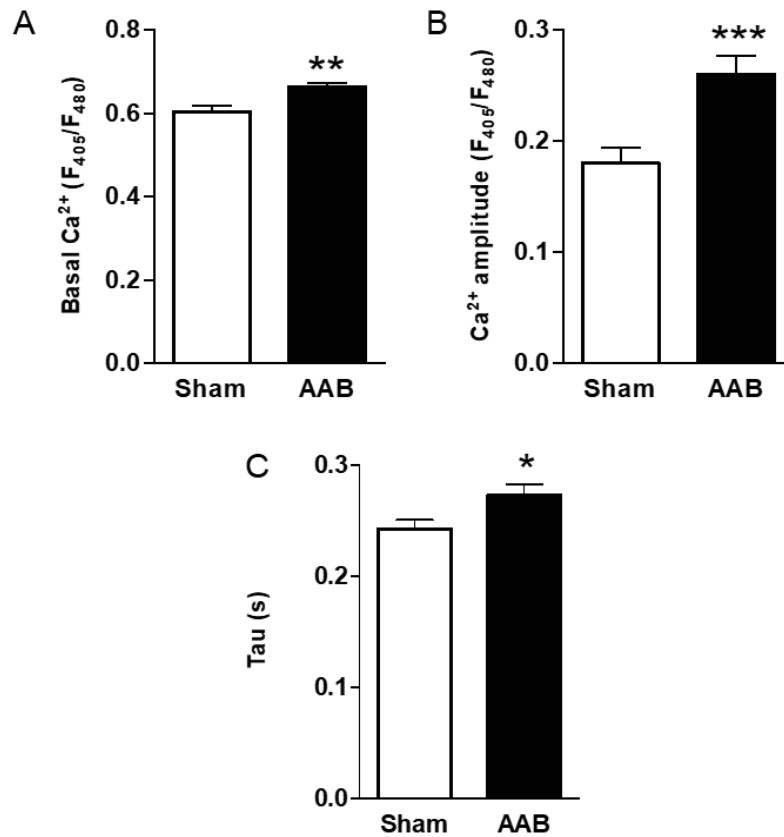 A
Basal Ca²⁺ (F₄₀₅/F₄₈₀)
0.8
0.6
0.4
0.2
0.0
**
Sham AAB
B
Ca²⁺ amplitude (F₄₀₅/F₄₈₀)
0.3
0.2
0.1
0.0
***
Sham AAB
C
Tau (s)
0.3
0.2
0.1
0.0
*
Sham AAB